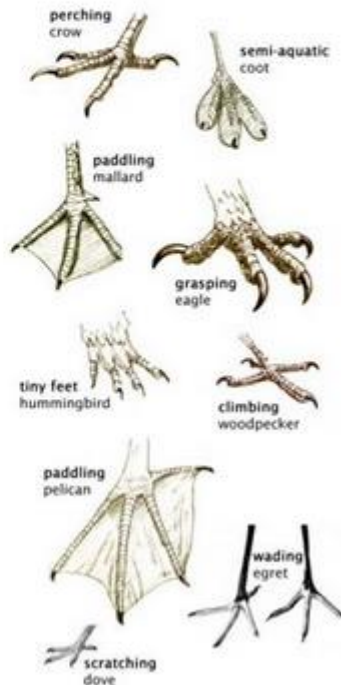 perching
crow
semi-aquatic
coot
paddling
mallard
grasping
eagle
tiny feet
hummingbird
climbing
woodpecker
paddling
pelican
wading
egret
scratching
dove